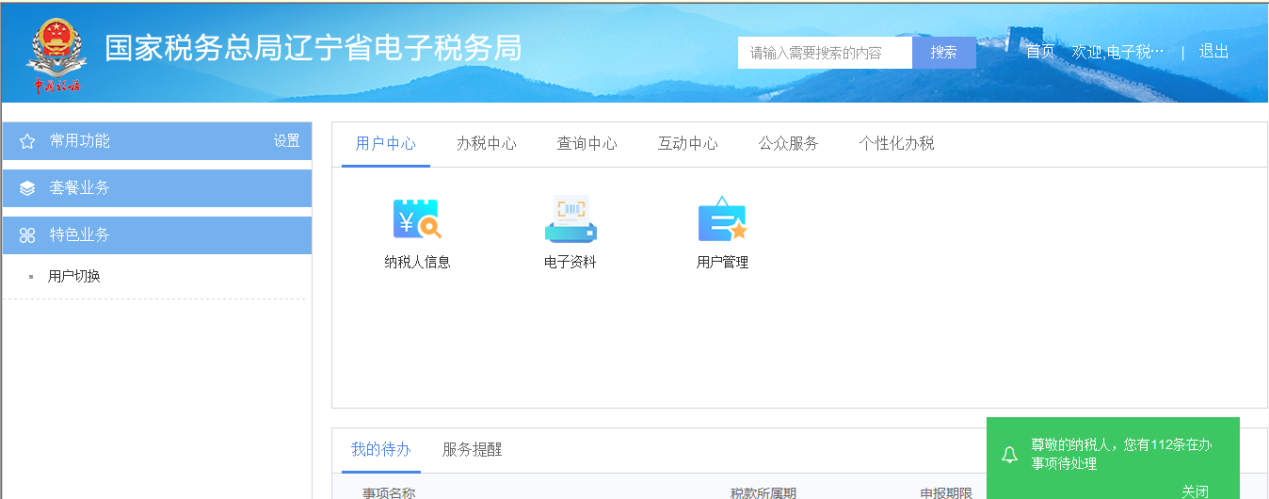 国家税务总局辽宁省电子税务局
中国税务
请输入需要搜索的内容
搜索
首页 欢迎,电子税… | 退出
常用功能 设置
套餐业务
特色业务
用户切换
用户中心 办税中心 查询中心 互动中心 公众服务 个性化办税
纳税人信息 电子资料 用户管理
我的待办 服务提醒
事项名称 税款所属期 申报期限
尊敬的纳税人，您有112条在办
事项待处理
关闭